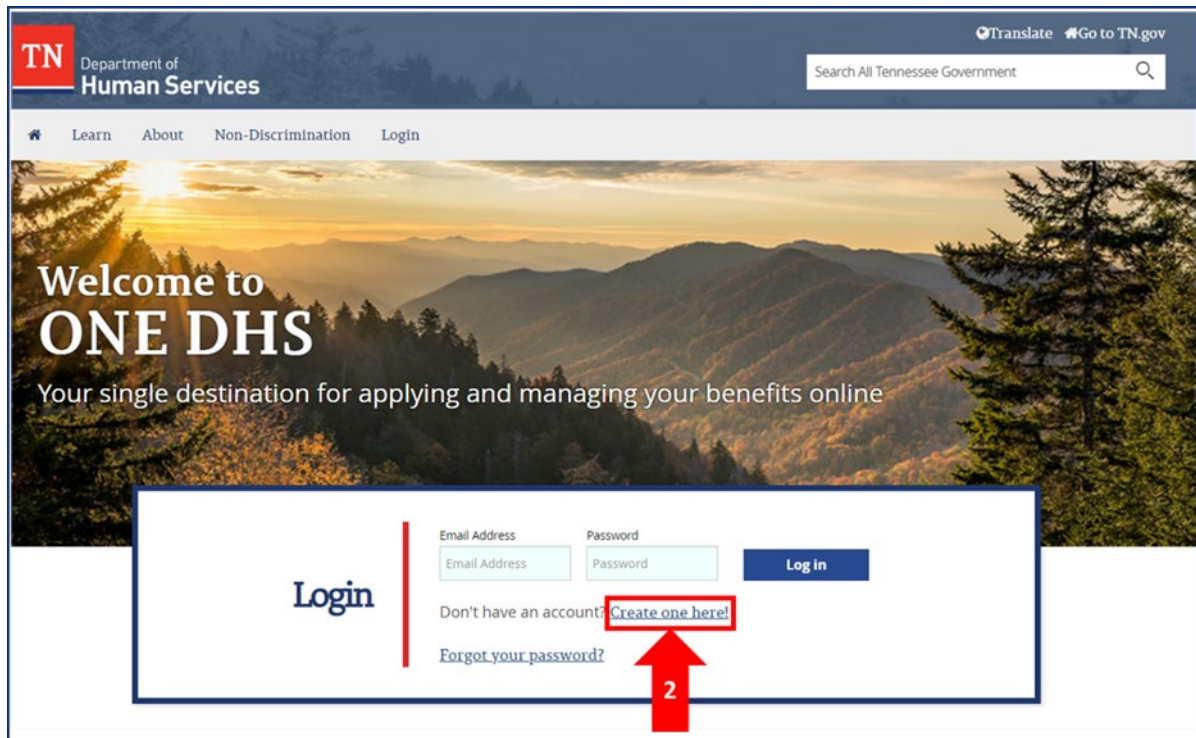 Translate Go to TN.gov
TN
Department of
Human Services
Search All Tennessee Government
Learn About Non-Discrimination Login
Welcome to
ONE DHS
Your single destination for applying and managing your benefits online
Login
Email Address Password
Email Address Password Log in
Don't have an account? Create one here!
Forgot your password?
2